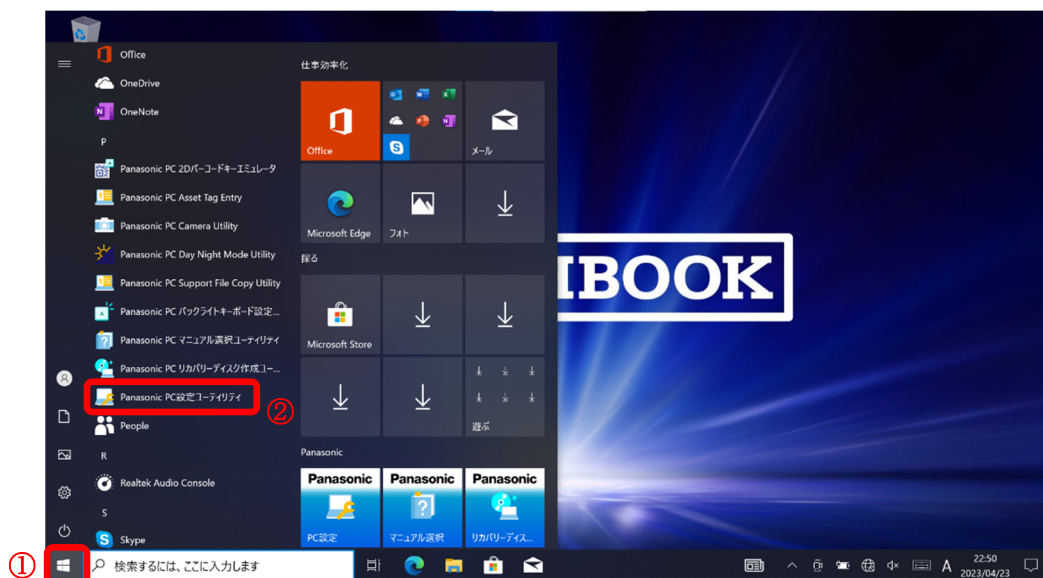 Office
OneDrive
OneNote
P
Panasonic PC 2Dバーコードキーエミュレータ
Panasonic PC Asset Tag Entry
Panasonic PC Camera Utility
Panasonic PC Day Night Mode Utility
Panasonic PC Support File Copy Utility
Panasonic PC バックライトキーボード設定...
Panasonic PC マニュアル選択ユーティリティ
Panasonic PC リカバリーディスク作成ユー...
Panasonic PC設定ユーティリティ
②
People
R
Realtek Audio Console
S
Skype
仕事効率化
Office
メール
Microsoft Edge
フォト
探る
Microsoft Store
遊ぶ
Panasonic
Panasonic
Panasonic
Panasonic
PC設定
マニュアル選択
リカバリーディス...
IBOOK
①
検索するには、ここに入力します
A
22:50
2023/04/23